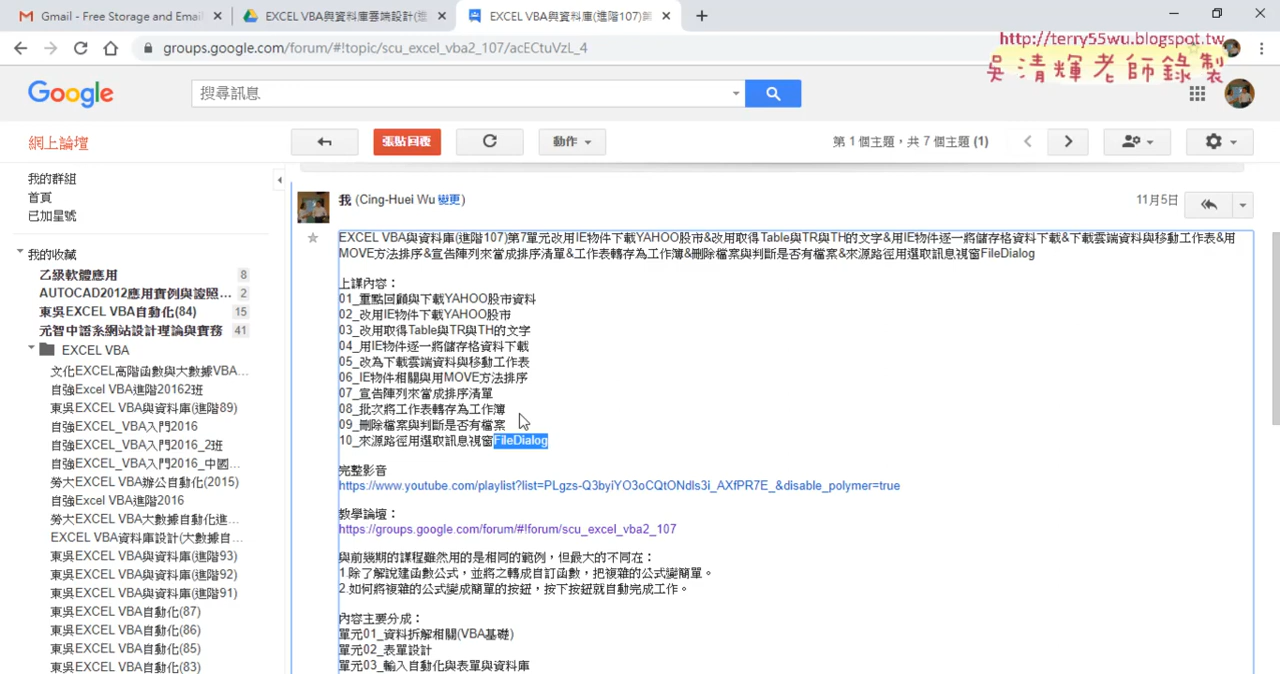 Gmail - Free Storage and Email
EXCEL VBA與資料庫雲端設計(進
EXCEL VBA與資料庫(進階107)第
groups.google.com/forum/#!topic/scu_excel_vba2_107/acECtuVzL_4
http://terry55wu.blogspot.tw
吳清輝老師錄製
Google
搜尋訊息
網上論壇
張貼回覆
動作
第 1 個主題，共 7 個主題 (1)
我的群組
首頁
已加星號
我的收藏
乙級軟體應用 8
AUTOCAD2012應用實例與證照... 2
東吳EXCEL VBA自動化(84) 15
元智中語系網站設計理論與實務 41
EXCEL VBA
文化EXCEL高階函數與大數據VBA...
自強Excel VBA進階20162班
東吳EXCEL VBA與資料庫(進階89)
自強EXCEL_VBA入門2016
自強EXCEL_VBA入門2016_2班
自強EXCEL_VBA入門2016_中國...
勞大EXCEL VBA辦公自動化(2015)
自強Excel VBA進階2016
勞大EXCEL VBA大數據自動化進...
EXCEL VBA資料庫設計(大數據自...
東吳EXCEL VBA與資料庫(進階93)
東吳EXCEL VBA與資料庫(進階92)
東吳EXCEL VBA與資料庫(進階91)
東吳EXCEL VBA自動化(87)
東吳EXCEL VBA自動化(86)
東吳EXCEL VBA自動化(85)
東吳EXCEL VBA自動化(83)
我 (Cing-Huei Wu 變更)
11月5日
EXCEL VBA與資料庫(進階107)第7單元改用IE物件下載YAHOO股市&改用取得Table與TR與TH的文字&用IE物件逐一將儲存格資料下載&下載雲端資料與移動工作表&用
MOVE方法排序&宣告陣列來當成排序清單&工作表轉存為工作簿&刪除檔案與判斷是否有檔案&來源路徑用選取訊息視窗FileDialog
上課內容：
01_重點回顧與下載YAHOO股市資料
02_改用IE物件下載YAHOO股市
03_改用取得Table與TR與TH的文字
04_用IE物件逐一將儲存格資料下載
05_改為下載雲端資料與移動工作表
06_IE物件相關與用MOVE方法排序
07_宣告陣列來當成排序清單
08_批次將工作表轉存為工作簿
09_刪除檔案與判斷是否有檔案
10_來源路徑用選取訊息視窗FileDialog
完整影音
https://www.youtube.com/playlist?list=PLgzs-Q3byiYO3oCQtONdls3i_AXfPR7E_&disable_polymer=true
教學論壇：
https://groups.google.com/forum/#!forum/scu_excel_vba2_107
與前幾期的課程雖然用的是相同的範例，但最大的不同在：
1.除了解說建函數公式，並將之轉成自訂函數，把複雜的公式變簡單。
2.如何將複雜的公式變成簡單的按鈕，按下按鈕就自動完成工作。
內容主要分成：
單元01_資料拆解相關(VBA基礎)
單元02_表單設計
單元03_輸入自動化與表單與資料庫